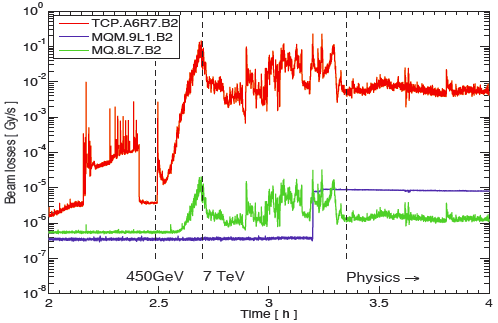 10⁰
10⁻¹
10⁻²
10⁻³
10⁻⁴
10⁻⁵
10⁻⁶
10⁻⁷
10⁻⁸
Beam losses [ Gy/s ]
TCP.A6R7.B2
MQM.9L1.B2
MQ.8L7.B2
450GeV
7 TeV
Physics →
2
2.5
3
3.5
4
Time [ h ]